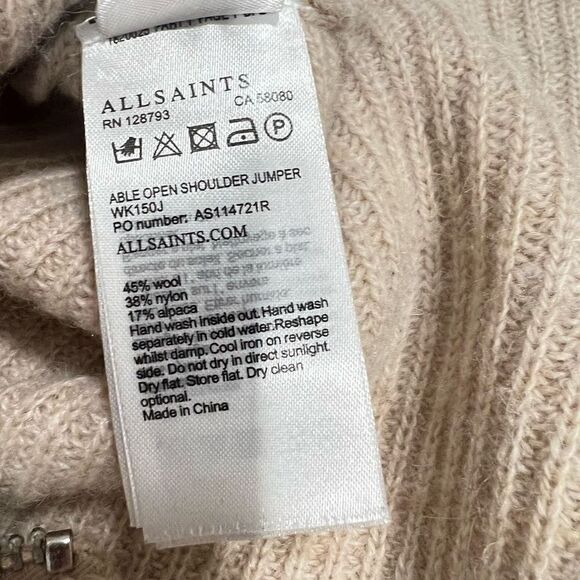 ALLSAINTS
RN 128793 CA 58080
P
ABLE OPEN SHOULDER JUMPER
WK150J
PO number: AS114721R
ALLSAINTS.COM
45% wool
38% nylon
17% alpaca
Hand wash inside out. Hand wash
separately in cold water.Reshape
whilst damp. Cool iron on reverse
side. Do not dry in direct sunlight.
Dry flat. Store flat. Dry clean
optional.
Made in China